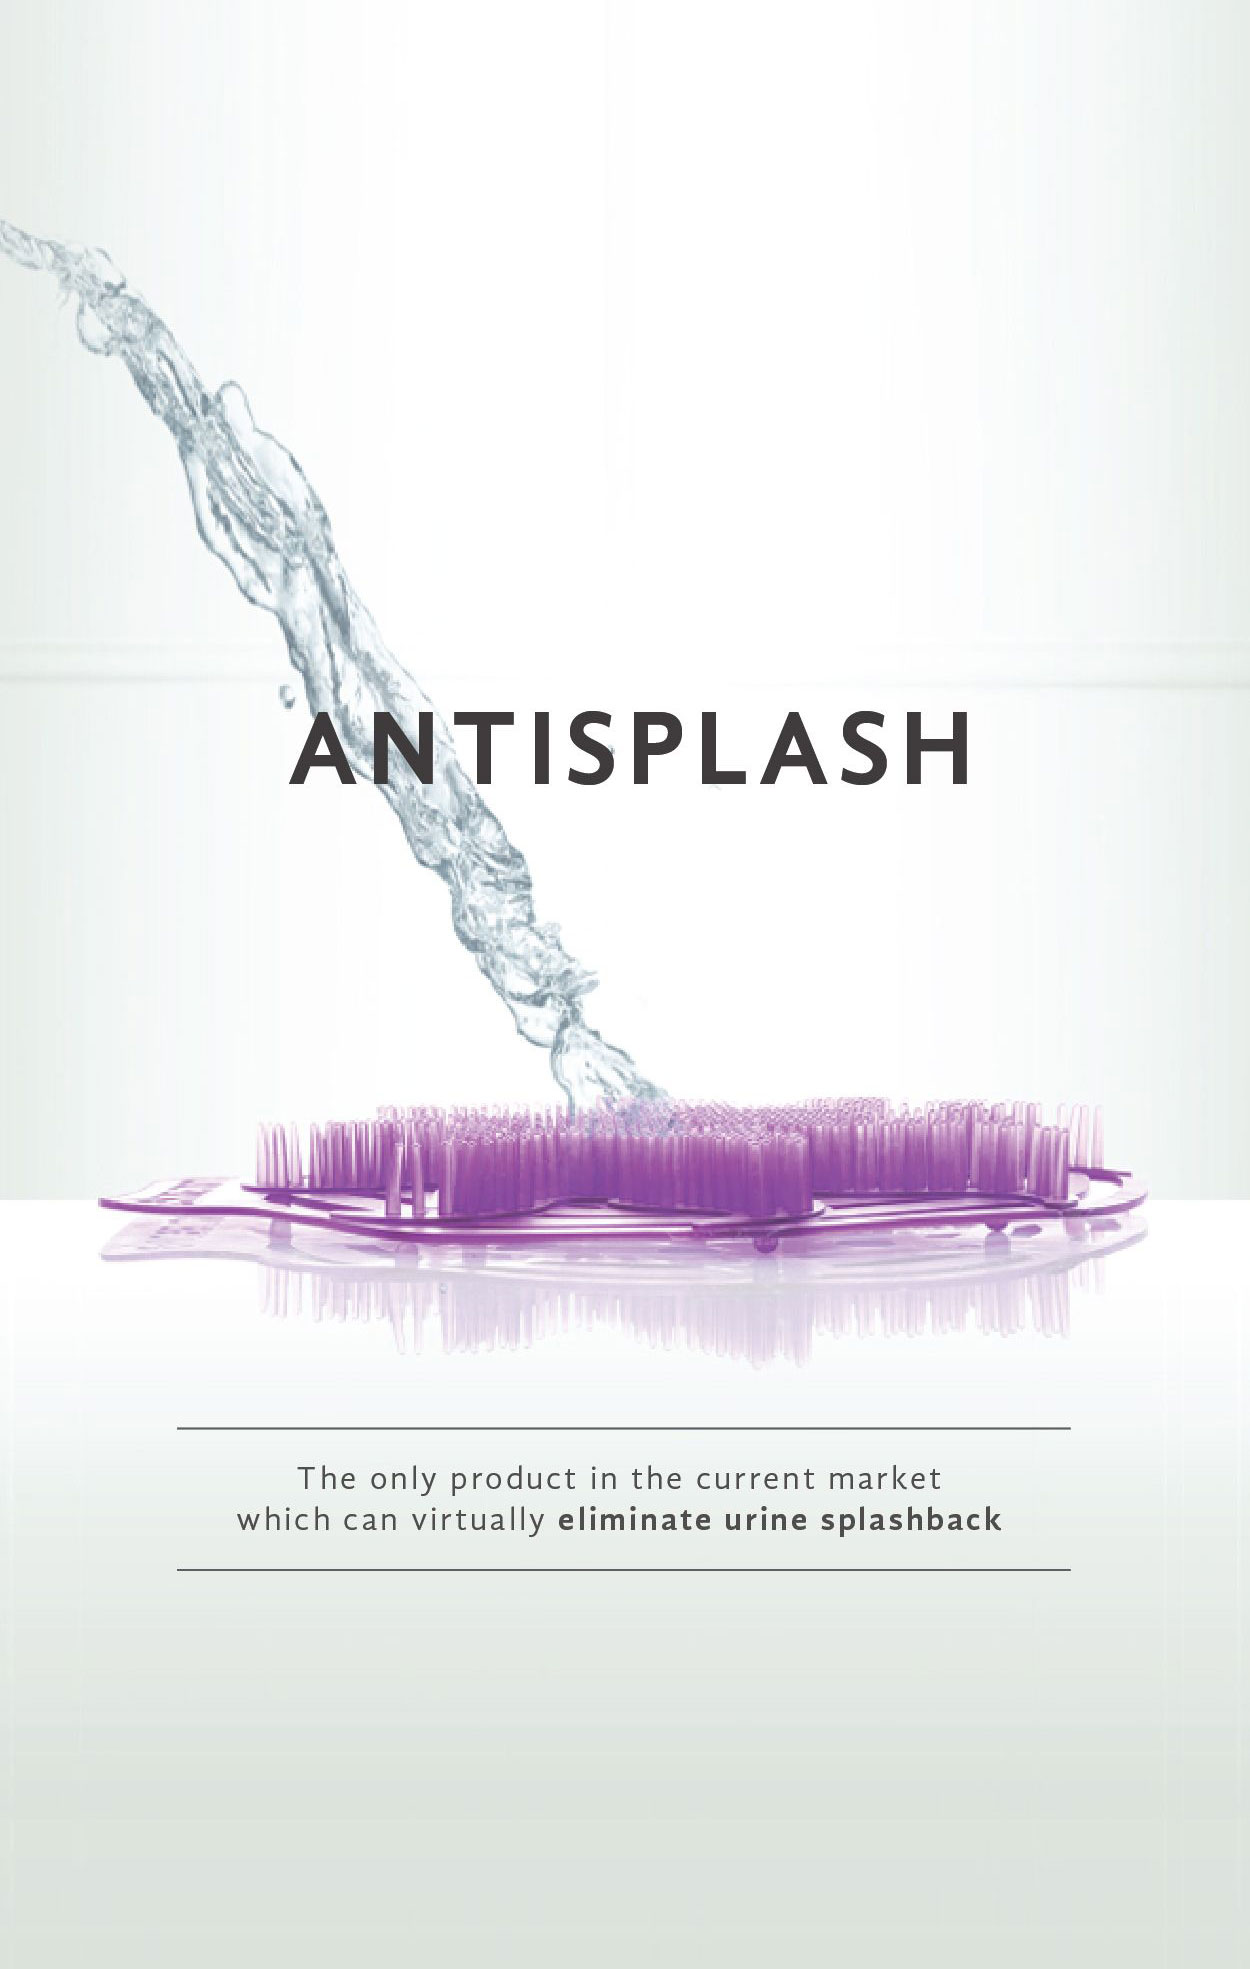 ANTISPLASH
The only product in the current market
which can virtually eliminate urine splashback